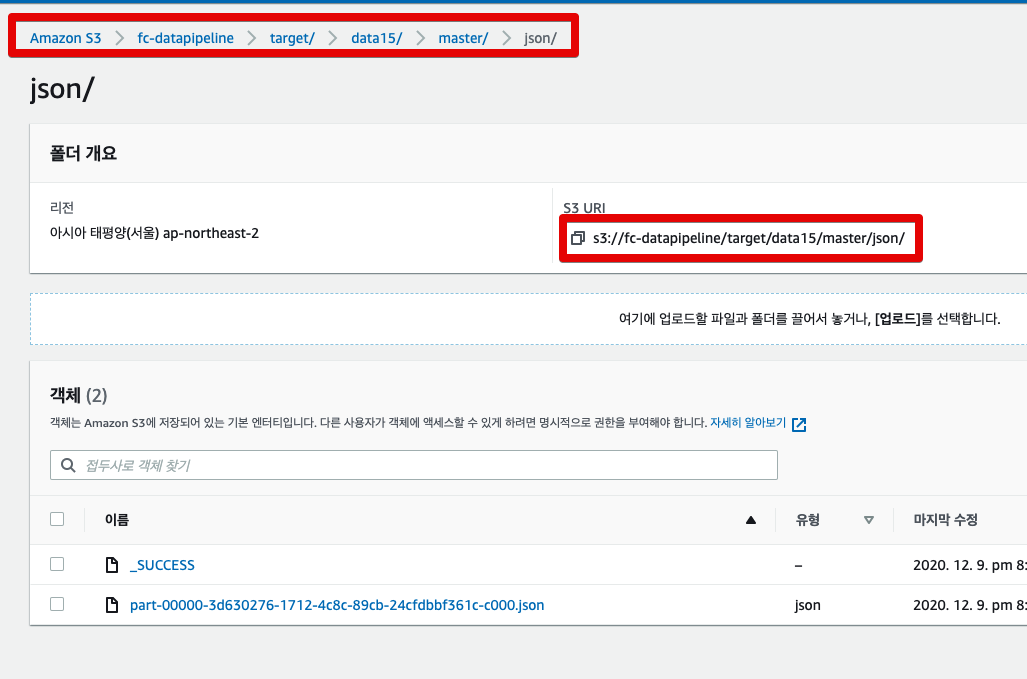 Amazon S3 > fc-datapipeline > target/ > data15/ > master/ > json/
json/
폴더 개요
리전
아시아 태평양(서울) ap-northeast-2
S3 URI
s3://fc-datapipeline/target/data15/master/json/
여기에 업로드할 파일과 폴더를 끌어서 놓거나, [업로드]를 선택합니다.
객체 (2)
객체는 Amazon S3에 저장되어 있는 기본 엔터티입니다. 다른 사용자가 객체에 액세스할 수 있게 하려면 명시적으로 권한을 부여해야 합니다. 자세히 알아보기
접두사로 객체 찾기
이름 유형 마지막 수정
_SUCCESS – 2020. 12. 9. pm 8:
part-00000-3d630276-1712-4c8c-89cb-24cfdbbf361c-c000.json json 2020. 12. 9. pm 8: